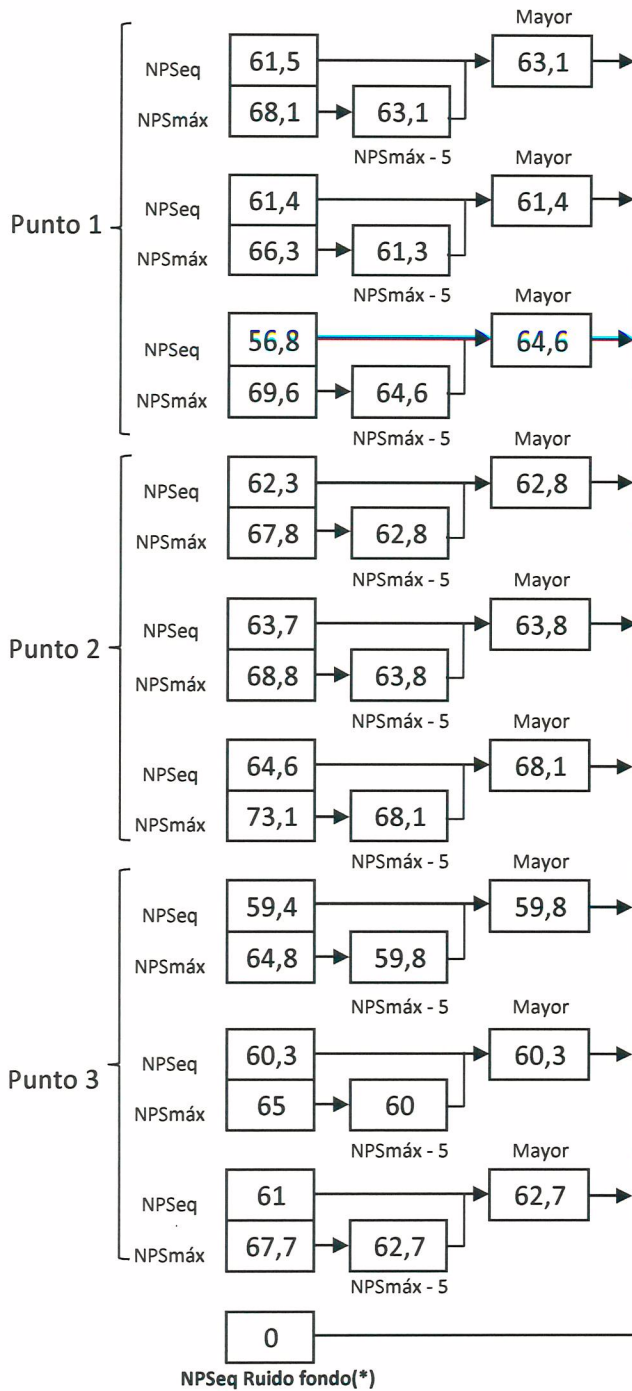 Mayor
NPSeq 61,5 63,1
NPSmáx 68,1 63,1
NPSmáx - 5
Mayor
Punto 1
NPSeq 61,4 61,4
NPSmáx 66,3 61,3
NPSmáx - 5
Mayor
NPSeq 56,8 64,6
NPSmáx 69,6 64,6
NPSmáx - 5
Mayor
NPSeq 62,3 62,8
NPSmáx 67,8 62,8
NPSmáx - 5
Mayor
Punto 2
NPSeq 63,7 63,8
NPSmáx 68,8 63,8
NPSmáx - 5
Mayor
NPSeq 64,6 68,1
NPSmáx 73,1 68,1
NPSmáx - 5
Mayor
NPSeq 59,4 59,8
NPSmáx 64,8 59,8
NPSmáx - 5
Mayor
Punto 3
NPSeq 60,3 60,3
NPSmáx 65 60
NPSmáx - 5
Mayor
NPSeq 61 62,7
NPSmáx 67,7 62,7
NPSmáx - 5
0
NPSeq Ruido fondo(*)